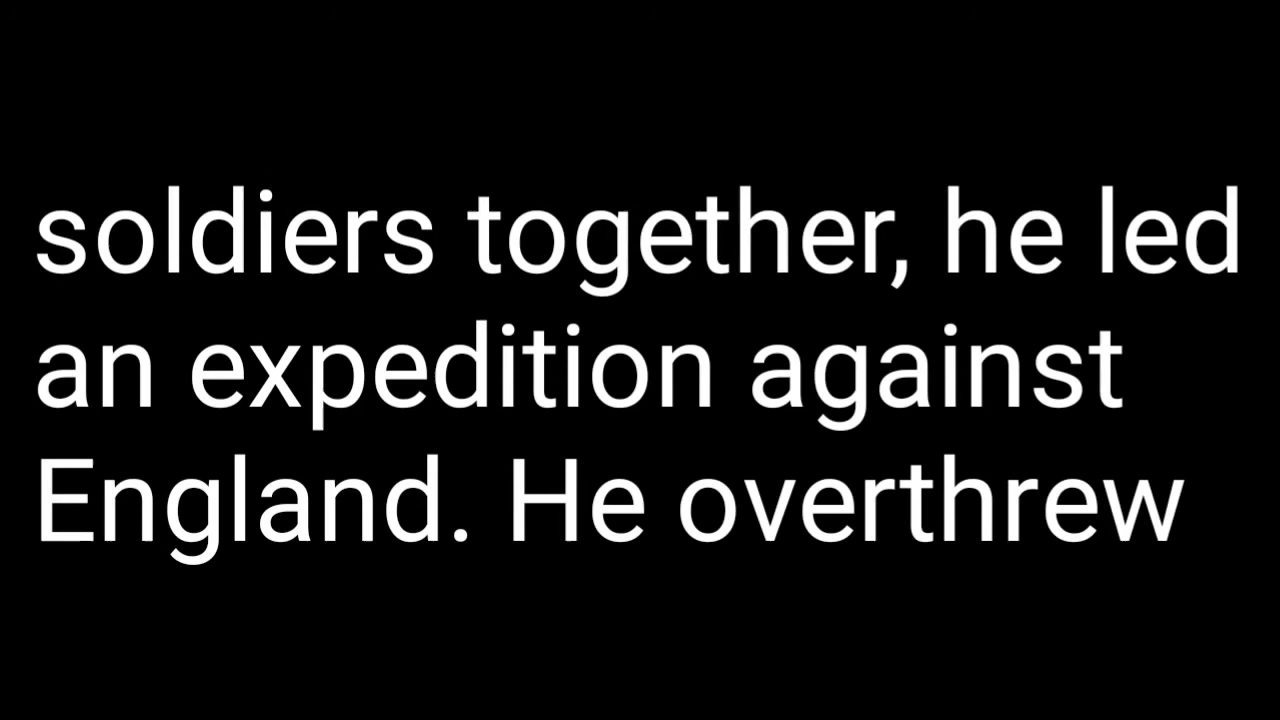 soldiers together, he led
an expedition against
England. He overthrew